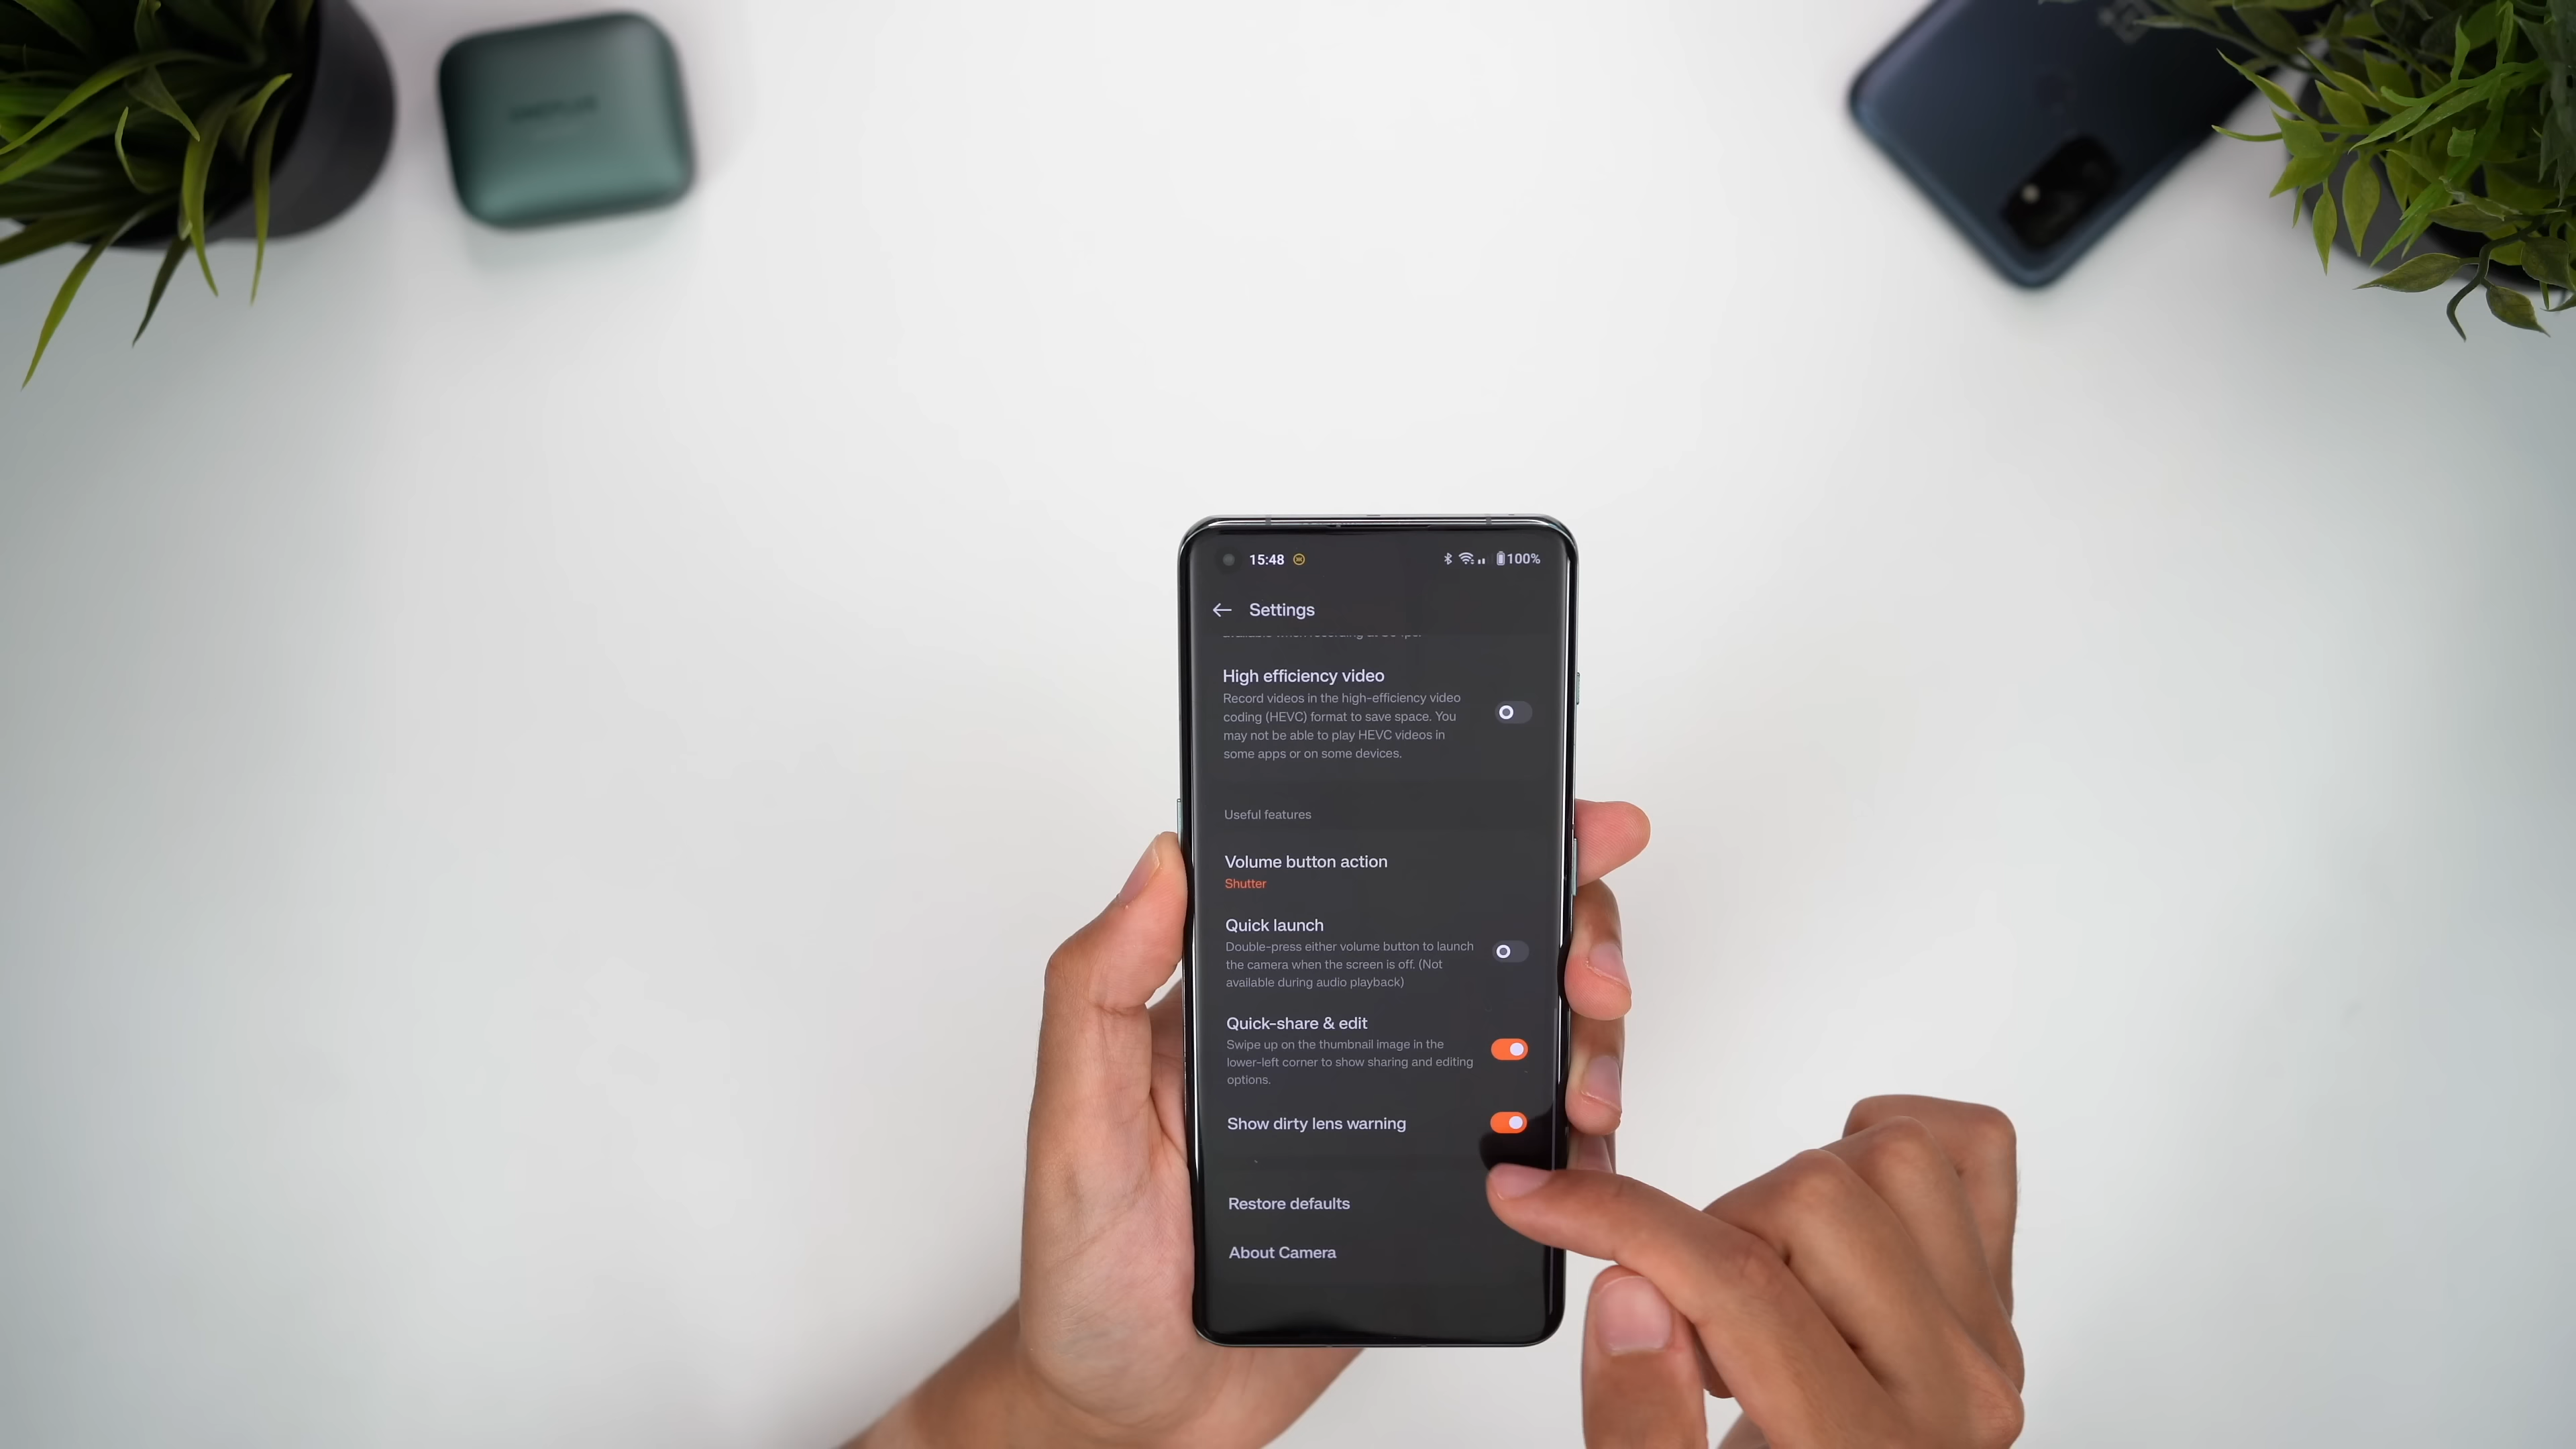 ONEPLUS
15:48
100%
Settings
High efficiency video
Record videos in the high-efficiency video
coding (HEVC) format to save space. You
may not be able to play HEVC videos in
some apps or on some devices.
Useful features
Volume button action
Shutter
Quick launch
Double-press either volume button to launch
the camera when the screen is off. (Not
available during audio playback)
Quick-share & edit
Swipe up on the thumbnail image in the
lower-left corner to show sharing and editing
options.
Show dirty lens warning
Restore defaults
About Camera